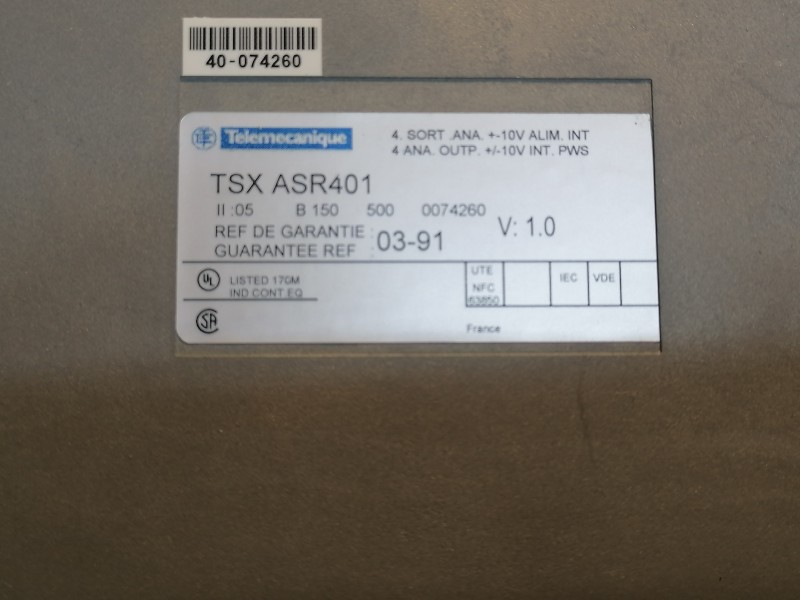 40-074260
Telemecanique
4. SORT .ANA. +-10V ALIM. INT
4 ANA. OUTP. +/-10V INT. PWS
TSX ASR401
II :05 B 150 500 0074260
REF DE GARANTIE :
GUARANTEE REF : 03-91
V: 1.0
UL LISTED 170M
IND CONT EQ
UTE
NFC
63850
IEC
VDE
SA
France